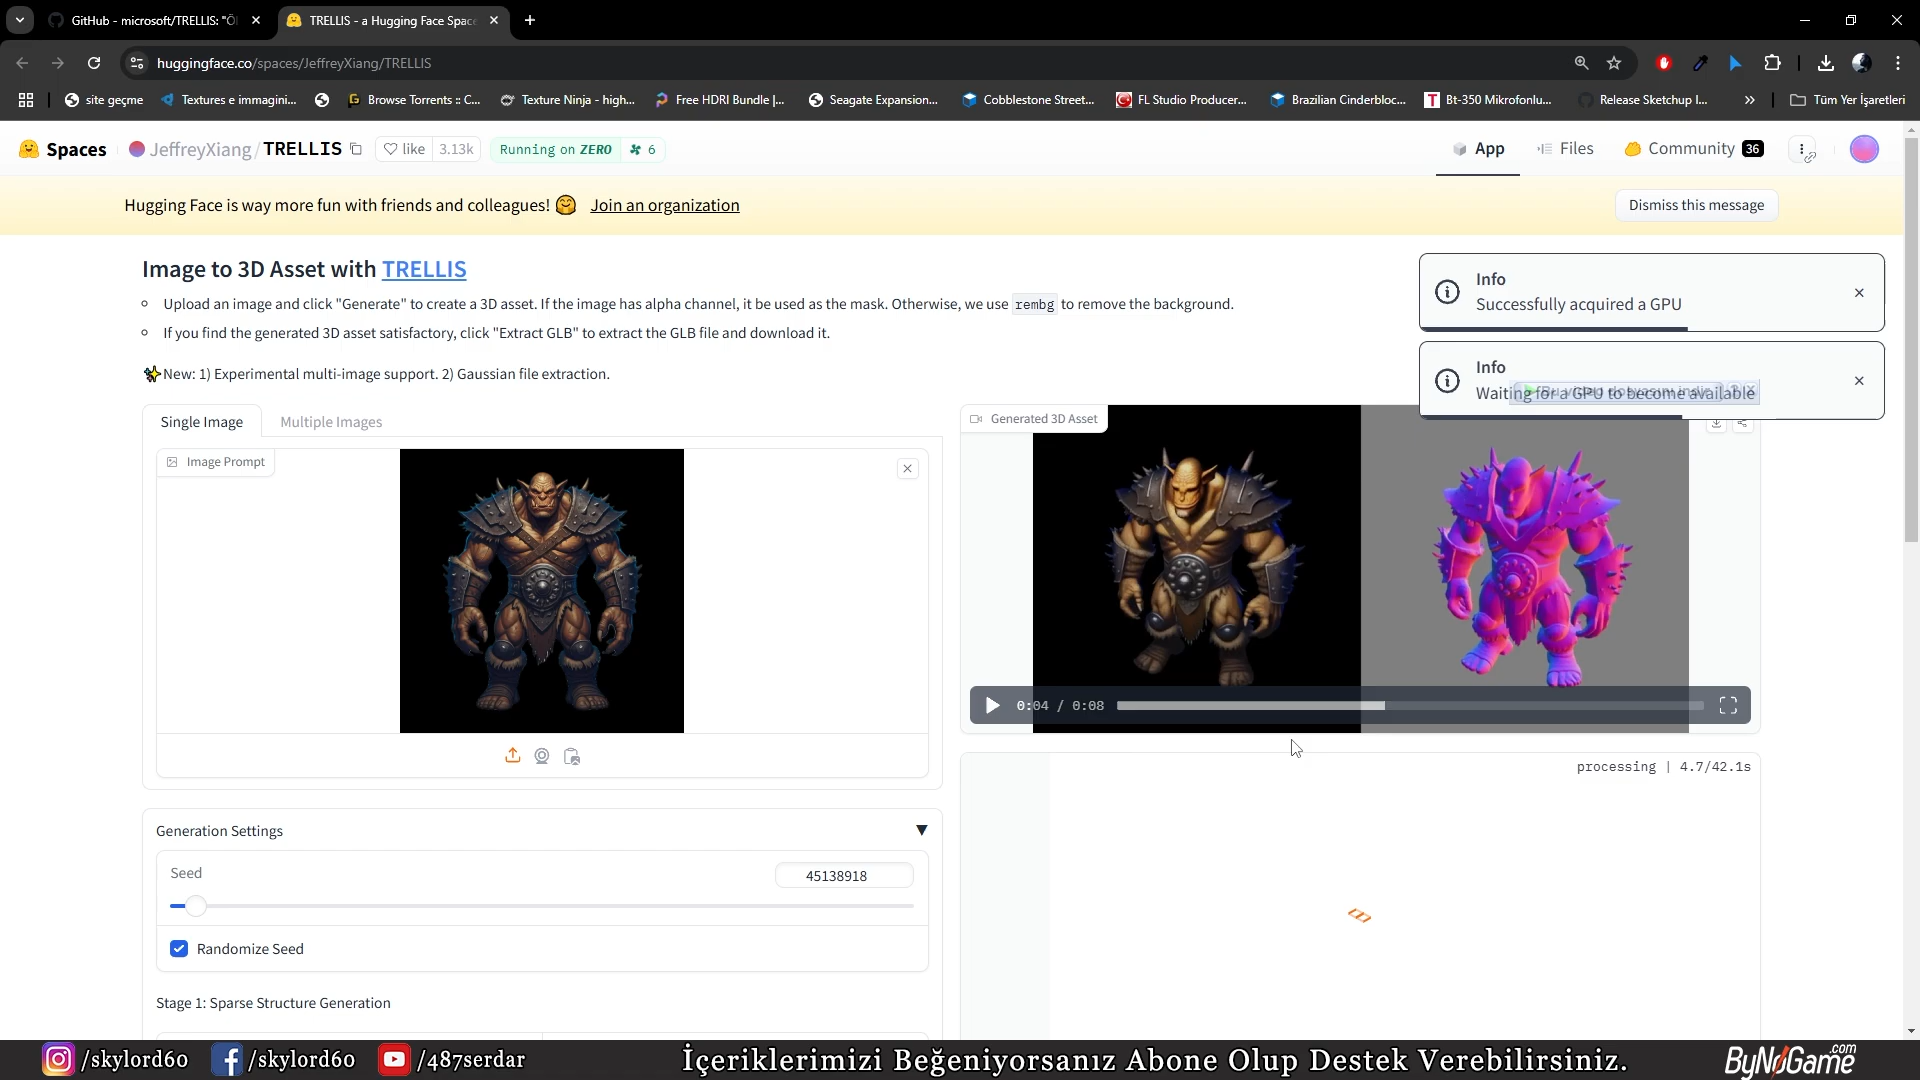 GitHub - microsoft/TRELLIS: "Ö
TRELLIS - a Hugging Face Space
huggingface.co/spaces/JeffreyXiang/TRELLIS
site geçme
Textures e immagini...
Browse Torrents :: C...
Texture Ninja - high...
Free HDRI Bundle |...
Seagate Expansion...
Cobblestone Street...
FL Studio Producer...
Brazilian Cinderbloc...
Bt-350 Mikrofonlu...
Release Sketchup I...
»
Tüm Yer İşaretleri
Spaces
JeffreyXiang/TRELLIS
like 3.13k
Running on ZERO 6
App
Files
Community 36
Hugging Face is way more fun with friends and colleagues! 🤗 Join an organization
Dismiss this message
Image to 3D Asset with TRELLIS
Upload an image and click "Generate" to create a 3D asset. If the image has alpha channel, it be used as the mask. Otherwise, we use rembg to remove the background.
If you find the generated 3D asset satisfactory, click "Extract GLB" to extract the GLB file and download it.
✨New: 1) Experimental multi-image support. 2) Gaussian file extraction.
Info
Successfully acquired a GPU
Info
Waiting for a GPU to become available
Single Image
Multiple Images
Image Prompt
Generated 3D Asset
0:04 / 0:08
processing | 4.7/42.1s
Generation Settings
Seed
45138918
Randomize Seed
Stage 1: Sparse Structure Generation
/skylord60
/skylord60
/487serdar
İçeriklerimizi Beğeniyorsanız Abone Olup Destek Verebilirsiniz.
ByNoGame.com